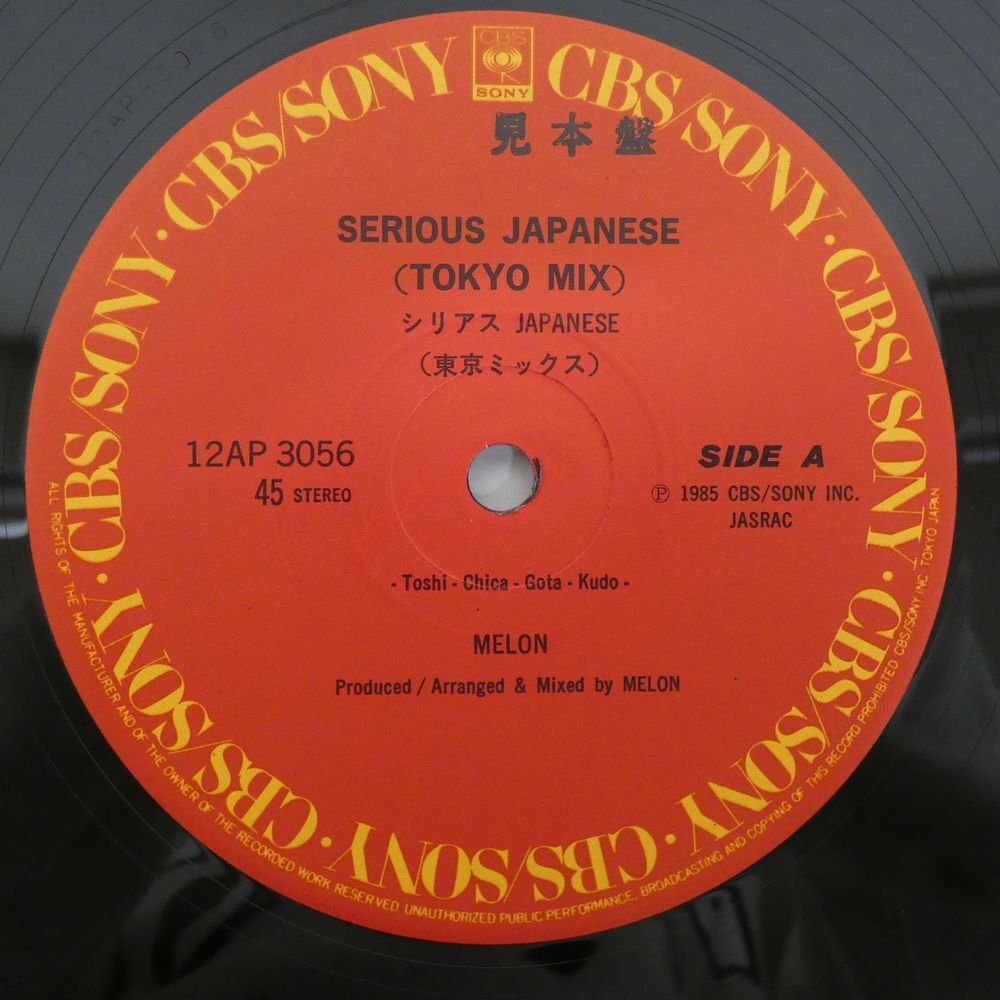 CBS
SONY
CBS/SONY · CBS/SONY · CBS/SONY · CBS/SONY · CBS/SONY · CBS/SONY · CBS/SONY · CBS/SONY · CBS/SONY · CBS/SONY
見本盤
SERIOUS JAPANESE
(TOKYO MIX)
シリアス JAPANESE
(東京ミックス)
12AP 3056
45 STEREO
SIDE A
Ⓟ 1985 CBS/SONY INC.
JASRAC
- Toshi - Chica - Gota - Kudo -
MELON
Produced / Arranged & Mixed by MELON
ALL RIGHTS OF THE MANUFACTURER AND OF THE OWNER OF THE RECORDED WORK RESERVED UNAUTHORIZED PUBLIC PERFORMANCE, BROADCASTING AND COPYING OF THIS RECORD PROHIBITED CBS/SONY INC TOKYO JAPAN